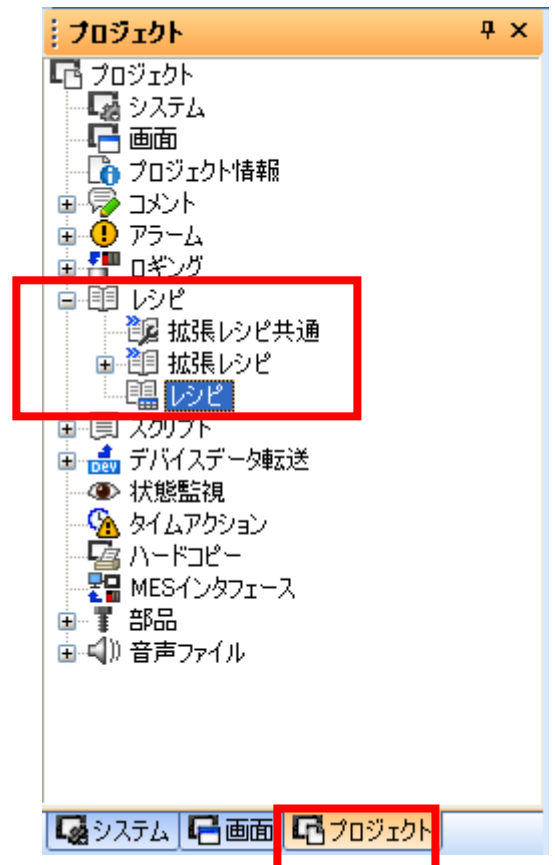 プロジェクト
プロジェクト
システム
画面
プロジェクト情報
コメント
アラーム
ロギング
レシピ
拡張レシピ共通
拡張レシピ
レシピ
スクリプト
Dev デバイスデータ転送
状態監視
タイムアクション
ハードコピー
MESインタフェース
部品
音声ファイル
システム 画面 プロジェクト